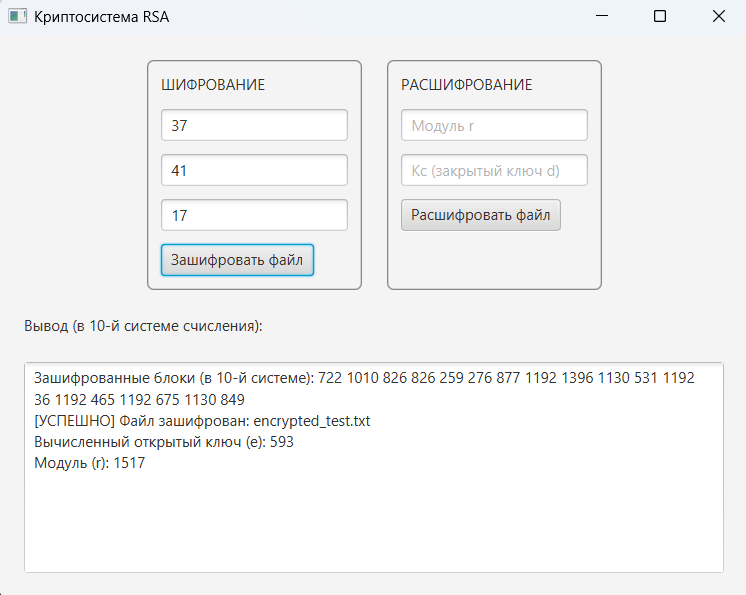 Криптосистема RSA
ШИФРОВАНИЕ
37
41
17
Зашифровать файл
РАСШИФРОВАНИЕ
Модуль r
Кс (закрытый ключ d)
Расшифровать файл
Вывод (в 10-й системе счисления):
Зашифрованные блоки (в 10-й системе): 722 1010 826 826 259 276 877 1192 1396 1130 531 1192
36 1192 465 1192 675 1130 849
[УСПЕШНО] Файл зашифрован: encrypted_test.txt
Вычисленный открытый ключ (e): 593
Модуль (r): 1517